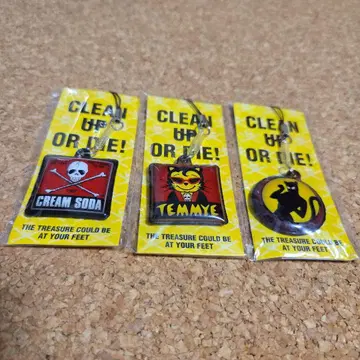 CLEAN
UP
OR DIE!
CREAM SODA
THE TREASURE COULD BE
AT YOUR FEET
CLEAN
UP
OR DIE!
TEMMYE
THE TREASURE COULD BE
AT YOUR FEET
CLEAN
UP
OR DIE!
THE TREASURE COULD BE
AT YOUR FEET